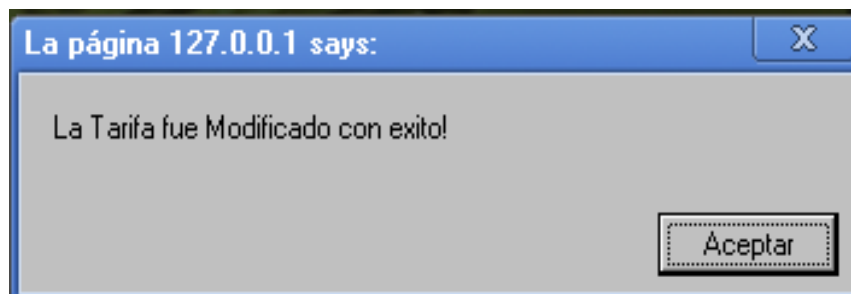 La página 127.0.0.1 says:
La Tarifa fue Modificado con exito!
Aceptar